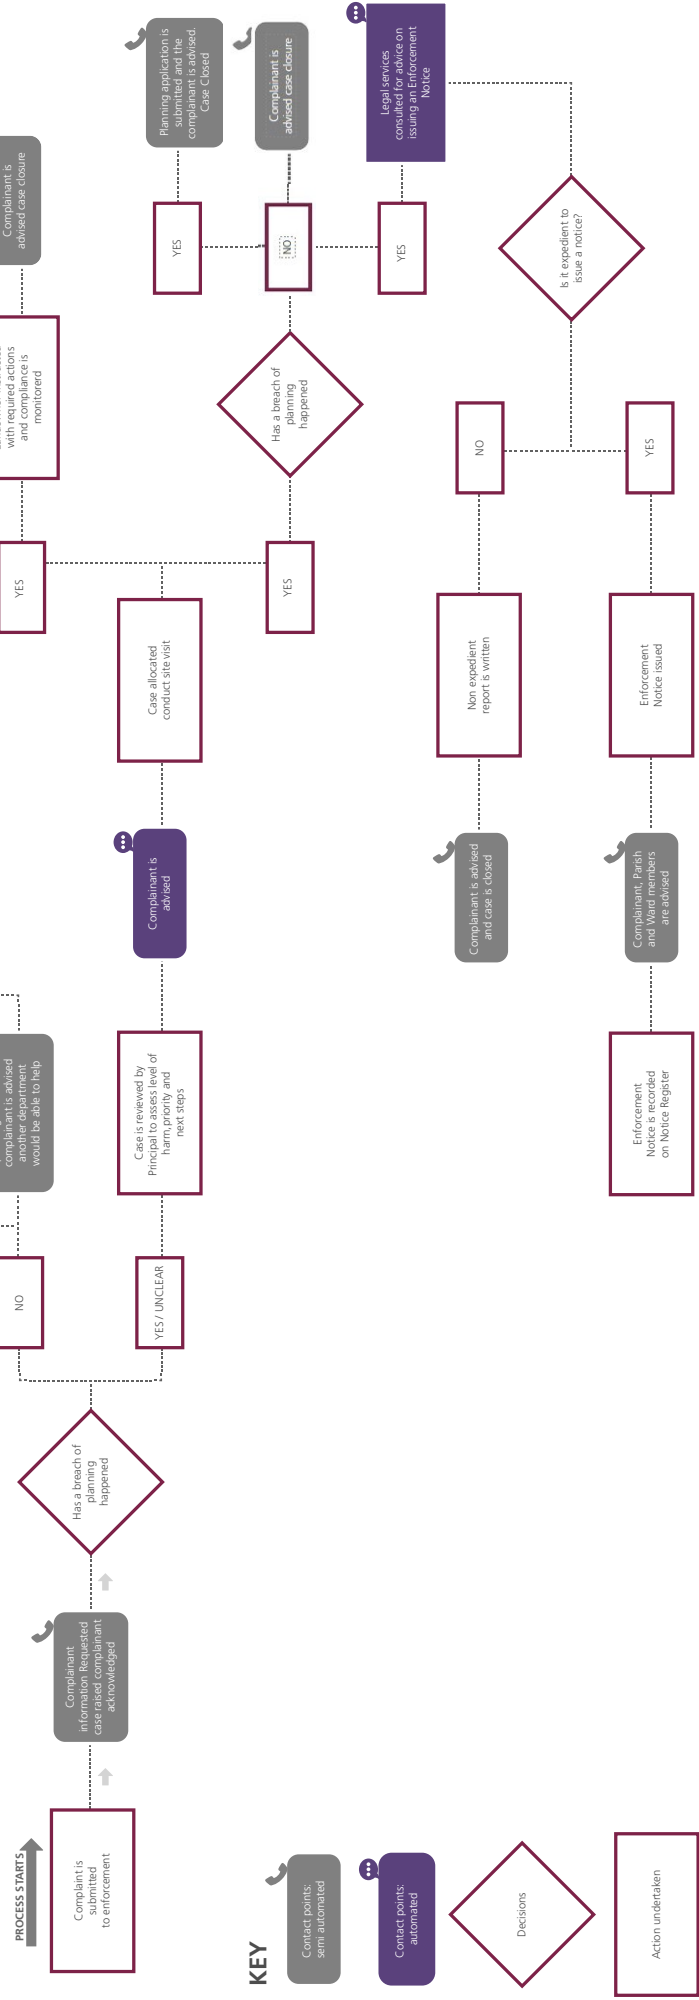 PROCESS STARTS
Complaint is
submitted
to enforcement
Complainant
information Requested
case raised complainant
acknowledged
Has a breach of
planning
happened
NO
complainant is advised
another department
would be able to help
YES / UNCLEAR
Case is reviewed by
Principal to assess level of
harm,priority and
next steps
Complainant is
advised
Case allocated
conduct site visit
YES
with required actions
and compliance is
monitorerd
Complainant is
advised case closure
YES
Has a breach of
planning
happened
NO
YES
Planning application is
submitted and the
complainant is advised.
Case Closed
Complainant is
advised case closure
YES
Legal services
consulted for advice on
issuing an Enforcement
Notice
Is it expedient to
issue a notice?
NO
Non expedient
report is written
Complainant is advised
and case is closed
YES
Enforcement
Notice issued
Complainant, Parish
and Ward members
are advised
Enforcement
Notice is recorded
on Notice Register
KEY
Contact points:
semi automated
Contact points:
automated
Decisions
Action undertaken